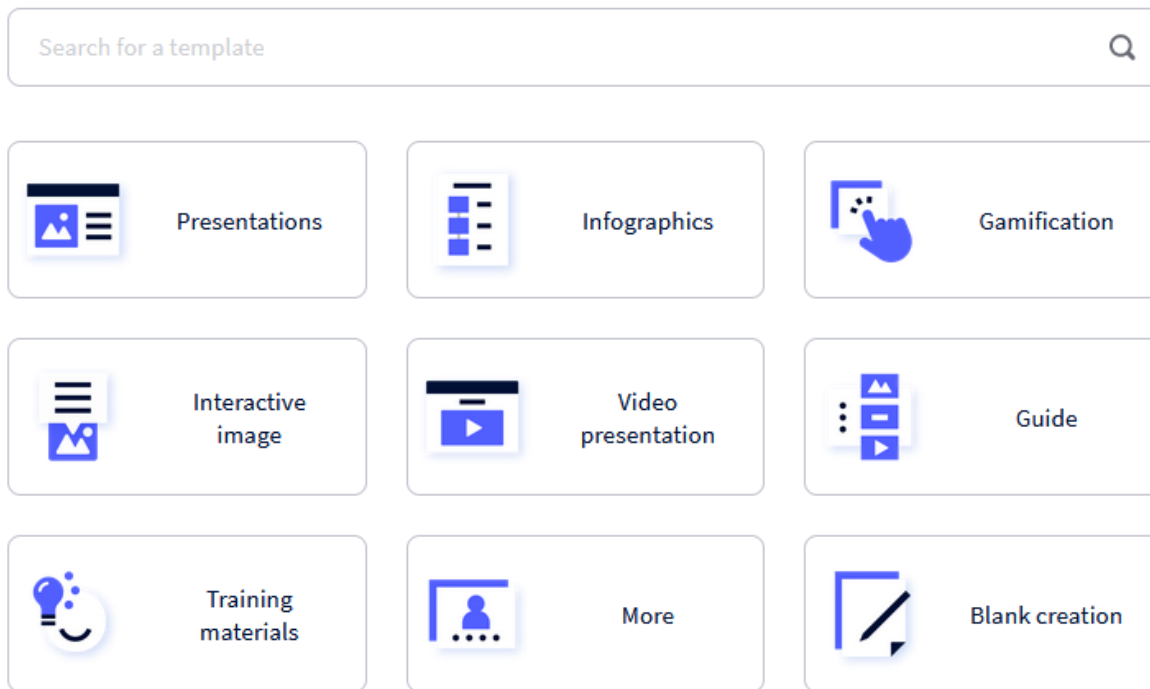 Search for a template
Presentations
Infographics
Gamification
Interactive
image
Video
presentation
Guide
Training
materials
More
Blank creation